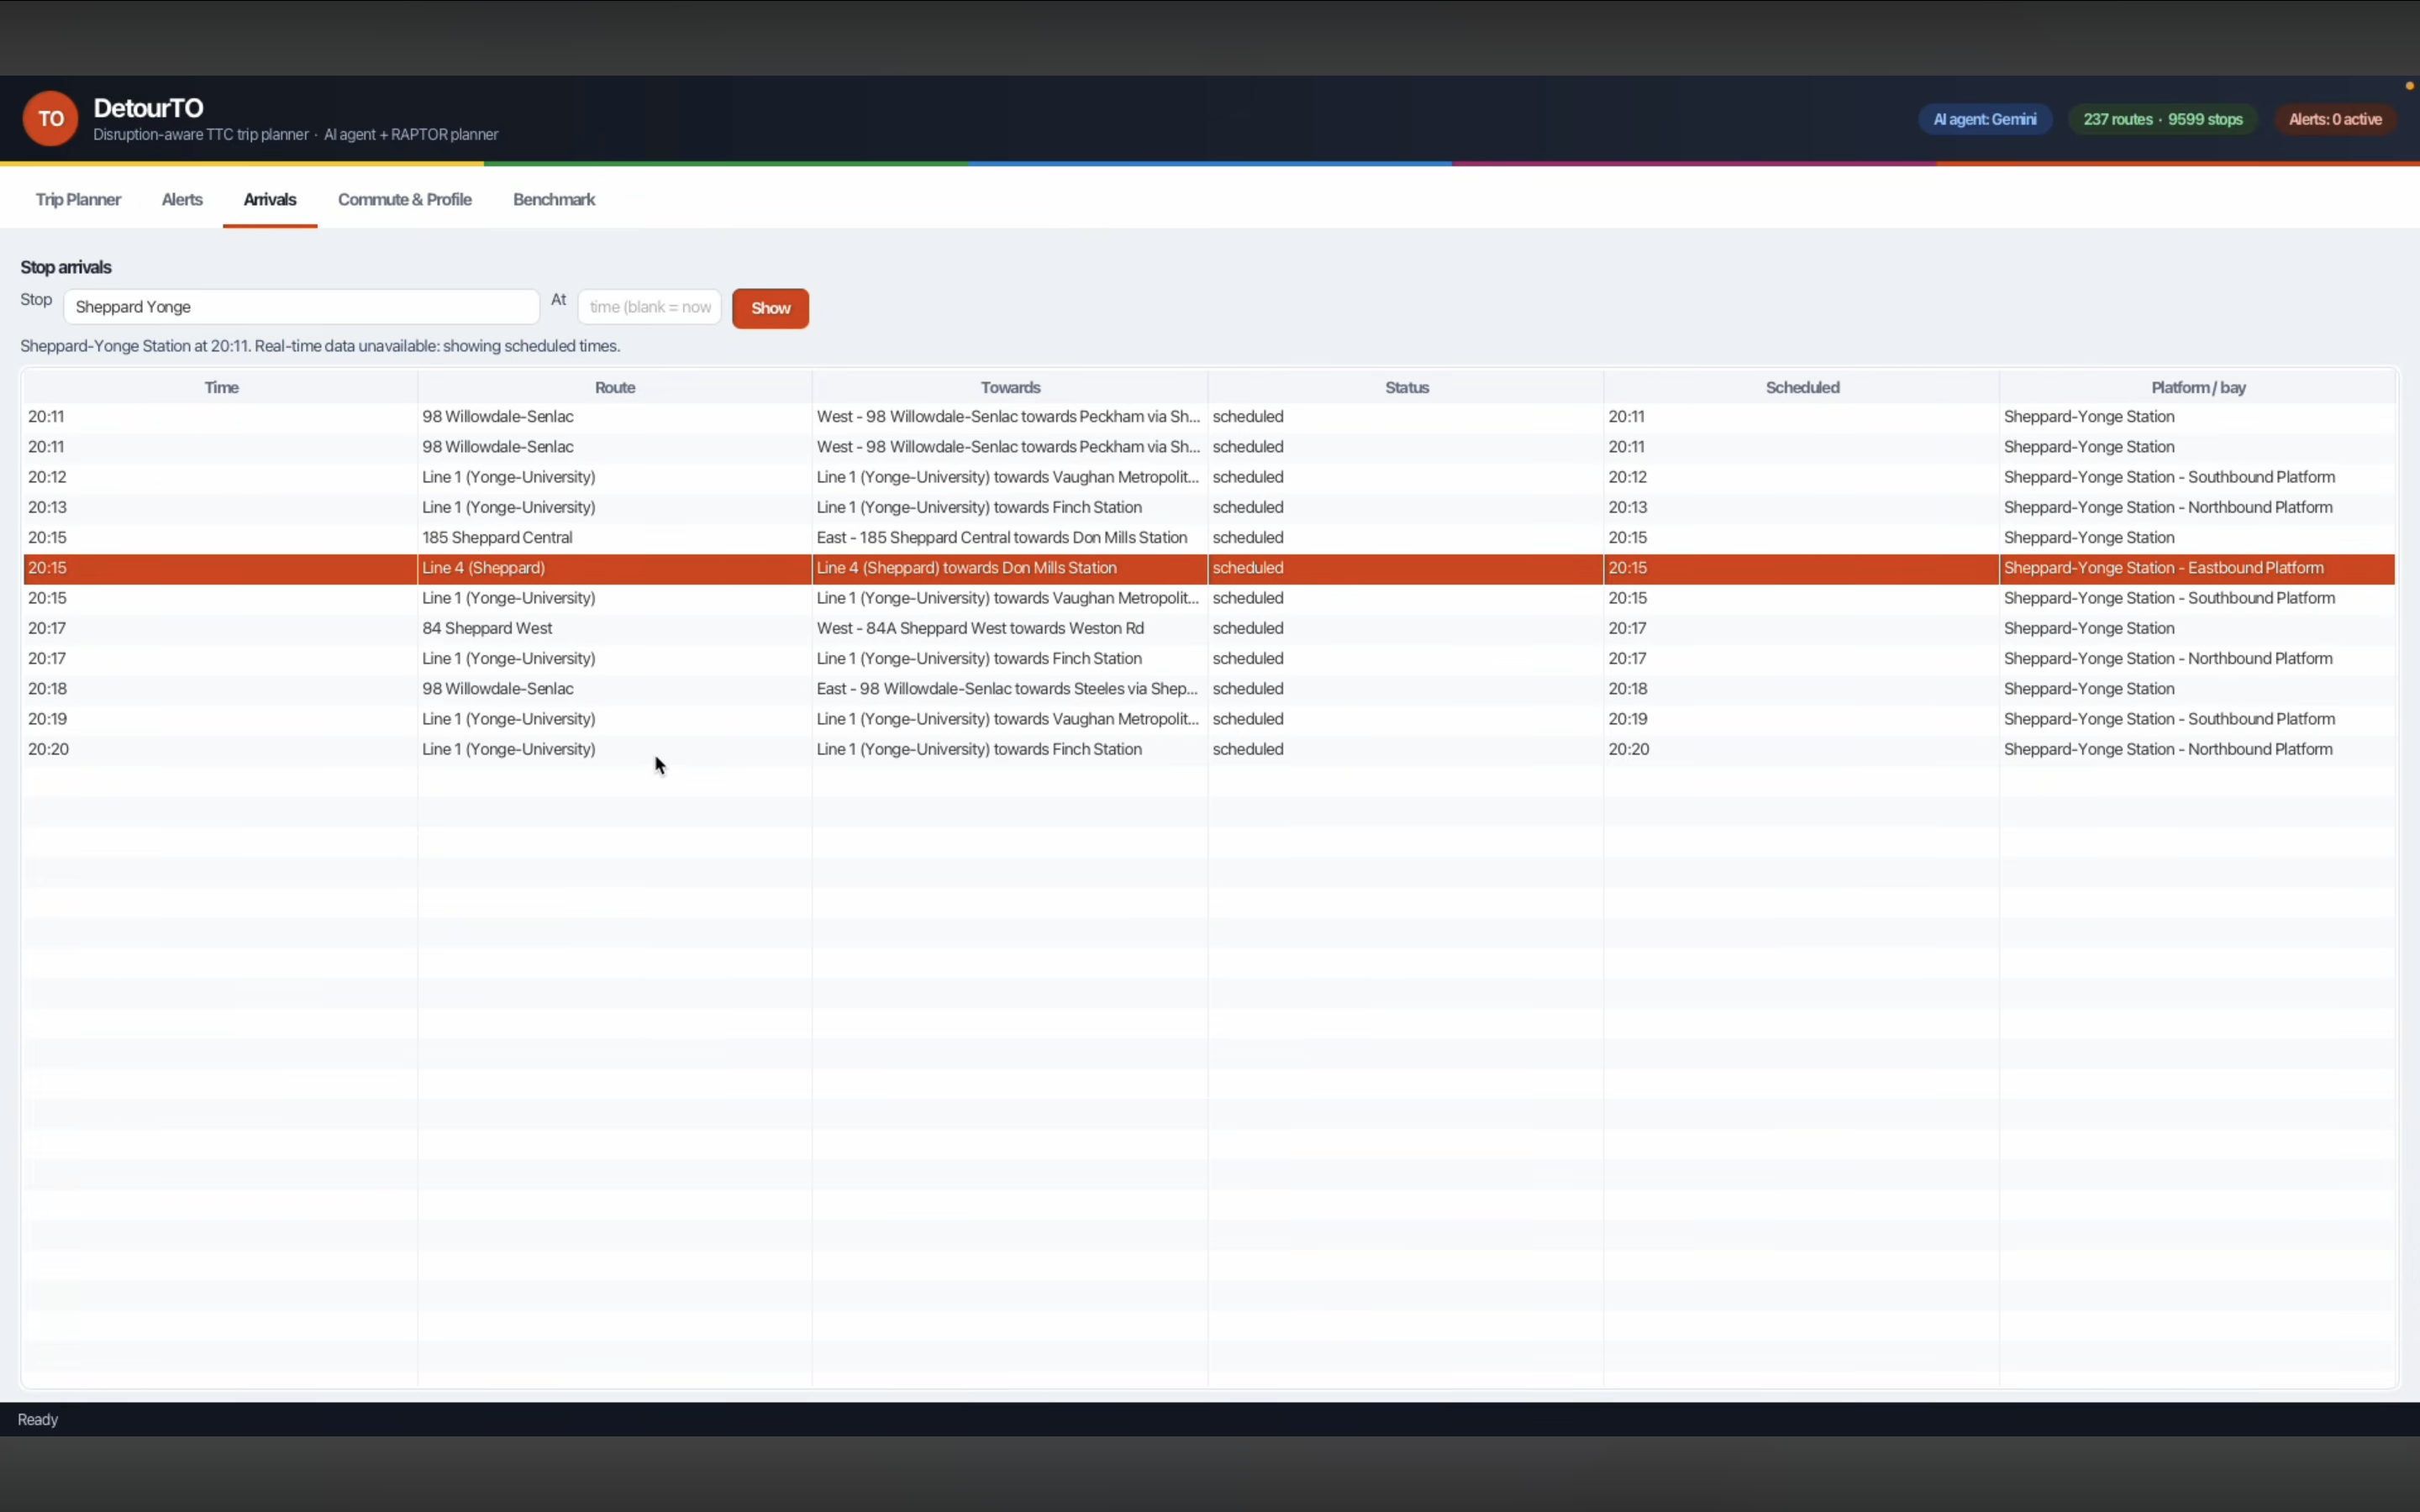 TO
DetourTO
Disruption-aware TTC trip planner · AI agent + RAPTOR planner
AI agent: Gemini
237 routes · 9599 stops
Alerts: 0 active
Trip Planner Alerts Arrivals Commute & Profile Benchmark
Stop arrivals
Stop Sheppard Yonge At time (blank = now Show
Sheppard-Yonge Station at 20:11. Real-time data unavailable: showing scheduled times.
Time Route Towards Status Scheduled Platform / bay
20:11 98 Willowdale-Senlac West - 98 Willowdale-Senlac towards Peckham via Sh... scheduled 20:11 Sheppard-Yonge Station
20:11 98 Willowdale-Senlac West - 98 Willowdale-Senlac towards Peckham via Sh... scheduled 20:11 Sheppard-Yonge Station
20:12 Line 1 (Yonge-University) Line 1 (Yonge-University) towards Vaughan Metropolit... scheduled 20:12 Sheppard-Yonge Station - Southbound Platform
20:13 Line 1 (Yonge-University) Line 1 (Yonge-University) towards Finch Station scheduled 20:13 Sheppard-Yonge Station - Northbound Platform
20:15 185 Sheppard Central East - 185 Sheppard Central towards Don Mills Station scheduled 20:15 Sheppard-Yonge Station
20:15 Line 4 (Sheppard) Line 4 (Sheppard) towards Don Mills Station scheduled 20:15 Sheppard-Yonge Station - Eastbound Platform
20:15 Line 1 (Yonge-University) Line 1 (Yonge-University) towards Vaughan Metropolit... scheduled 20:15 Sheppard-Yonge Station - Southbound Platform
20:17 84 Sheppard West West - 84A Sheppard West towards Weston Rd scheduled 20:17 Sheppard-Yonge Station
20:17 Line 1 (Yonge-University) Line 1 (Yonge-University) towards Finch Station scheduled 20:17 Sheppard-Yonge Station - Northbound Platform
20:18 98 Willowdale-Senlac East - 98 Willowdale-Senlac towards Steeles via Shep... scheduled 20:18 Sheppard-Yonge Station
20:19 Line 1 (Yonge-University) Line 1 (Yonge-University) towards Vaughan Metropolit... scheduled 20:19 Sheppard-Yonge Station - Southbound Platform
20:20 Line 1 (Yonge-University) Line 1 (Yonge-University) towards Finch Station scheduled 20:20 Sheppard-Yonge Station - Northbound Platform
Ready